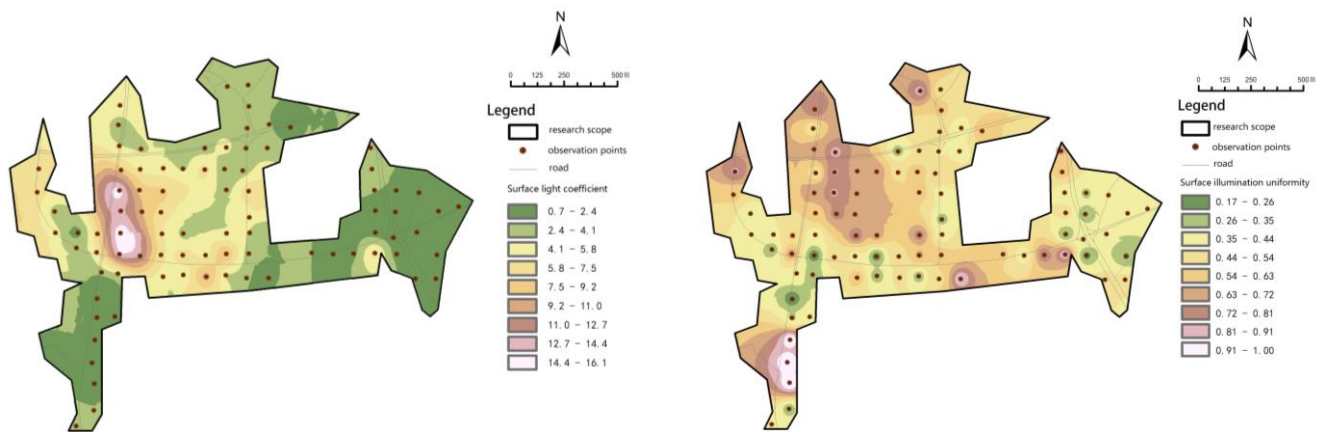 N
0 125 250 500m
Legend
research scope
observation points
road
Surface light coefficient
0.7 - 2.4
2.4 - 4.1
4.1 - 5.8
5.8 - 7.5
7.5 - 9.2
9.2 - 11.0
11.0 - 12.7
12.7 - 14.4
14.4 - 16.1
N
0 125 250 500m
Legend
research scope
observation points
road
Surface illumination uniformity
0.17 - 0.26
0.26 - 0.35
0.35 - 0.44
0.44 - 0.54
0.54 - 0.63
0.63 - 0.72
0.72 - 0.81
0.81 - 0.91
0.91 - 1.00